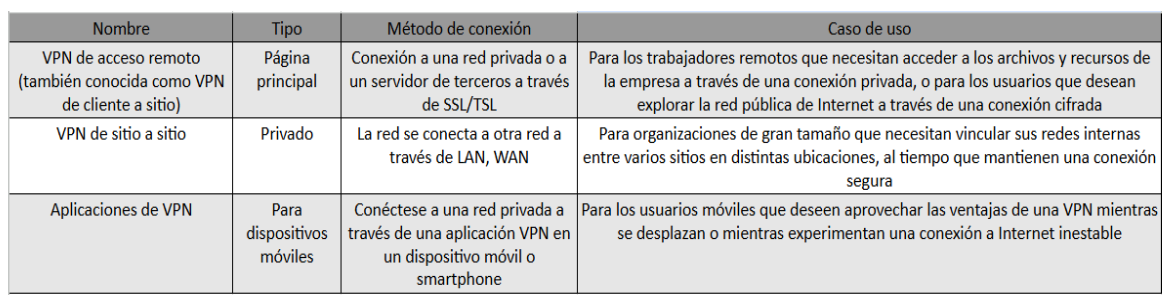 Nombre Tipo Método de conexión Caso de uso
VPN de acceso remoto
(también conocida como VPN
de cliente a sitio)
Página
principal
Conexión a una red privada o a
un servidor de terceros a través
de SSL/TSL
Para los trabajadores remotos que necesitan acceder a los archivos y recursos de
la empresa a través de una conexión privada, o para los usuarios que desean
explorar la red pública de Internet a través de una conexión cifrada
VPN de sitio a sitio
Privado
La red se conecta a otra red a
través de LAN, WAN
Para organizaciones de gran tamaño que necesitan vincular sus redes internas
entre varios sitios en distintas ubicaciones, al tiempo que mantienen una conexión
segura
Aplicaciones de VPN
Para
dispositivos
móviles
Conéctese a una red privada a
través de una aplicación VPN en
un dispositivo móvil o
smartphone
Para los usuarios móviles que deseen aprovechar las ventajas de una VPN mientras
se desplazan o mientras experimentan una conexión a Internet inestable